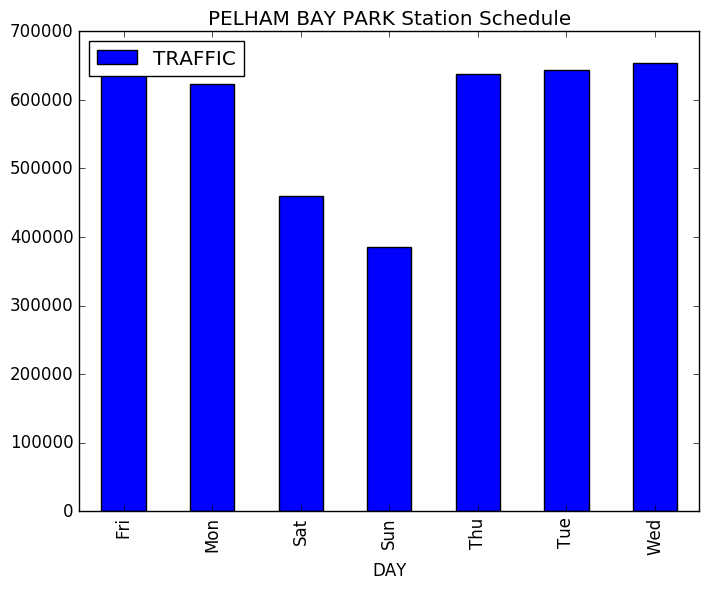 PELHAM BAY PARK Station Schedule
700000
TRAFFIC
600000
500000
400000
300000
200000
100000
0
Fri Mon Sat Sun Thu Tue Wed
DAY